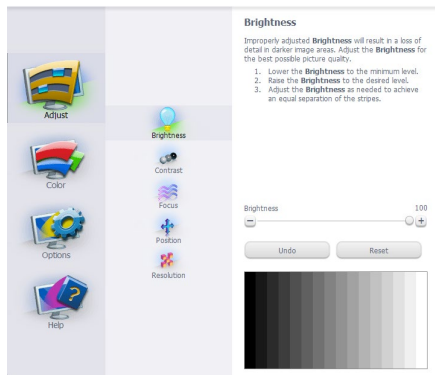 Brightness
Improperly adjusted Brightness will result in a loss of
detail in darker image areas. Adjust the Brightness for
the best possible picture quality.
1. Lower the Brightness to the minimum level.
2. Raise the Brightness to the desired level.
3. Adjust the Brightness as needed to achieve
an equal separation of the stripes.
Adjust
Color
Options
Help
Brightness
Contrast
Focus
Position
Resolution
Brightness 100
Undo Reset